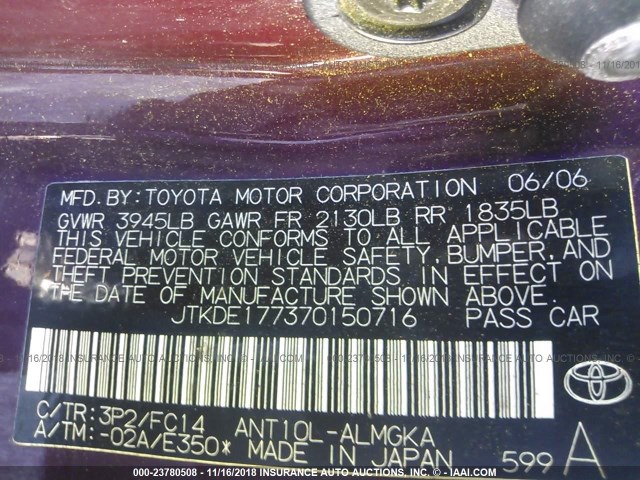 MFD. BY: TOYOTA MOTOR CORPORATION 06/06
GVWR 3945LB GAWR FR 2130LB RR 1835LB
THIS VEHICLE CONFORMS TO ALL APPLICABLE
FEDERAL MOTOR VEHICLE SAFETY, BUMPER, AND
THEFT PREVENTION STANDARDS IN EFFECT ON
THE DATE OF MANUFACTURE SHOWN ABOVE.
JTKDE177370150716 PASS CAR
C/TR: 3P2/FC14 ANT10L-ALMGKA
A/TM: -02A/E350* MADE IN JAPAN 599 A
000-23780508 - 11/16/2018 - IAA INC. - WWW.IAAI.COM